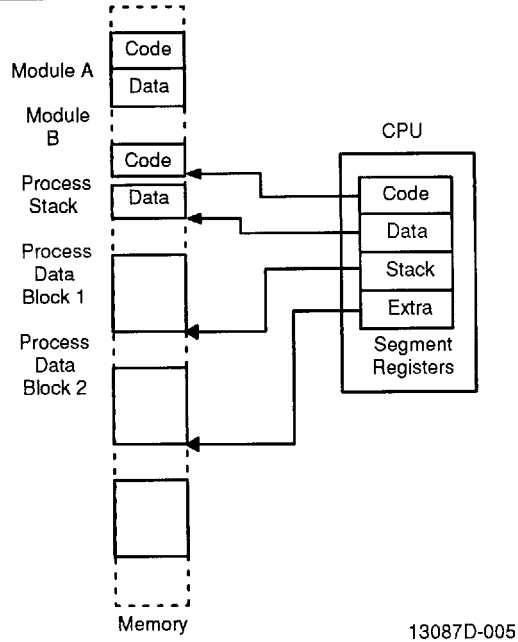 Module A
Code
Data
Module
B
Code
Process
Stack
Data
Process
Data
Block 1
Process
Data
Block 2
Memory
CPU
Code
Data
Stack
Extra
Segment
Registers
13087D-005